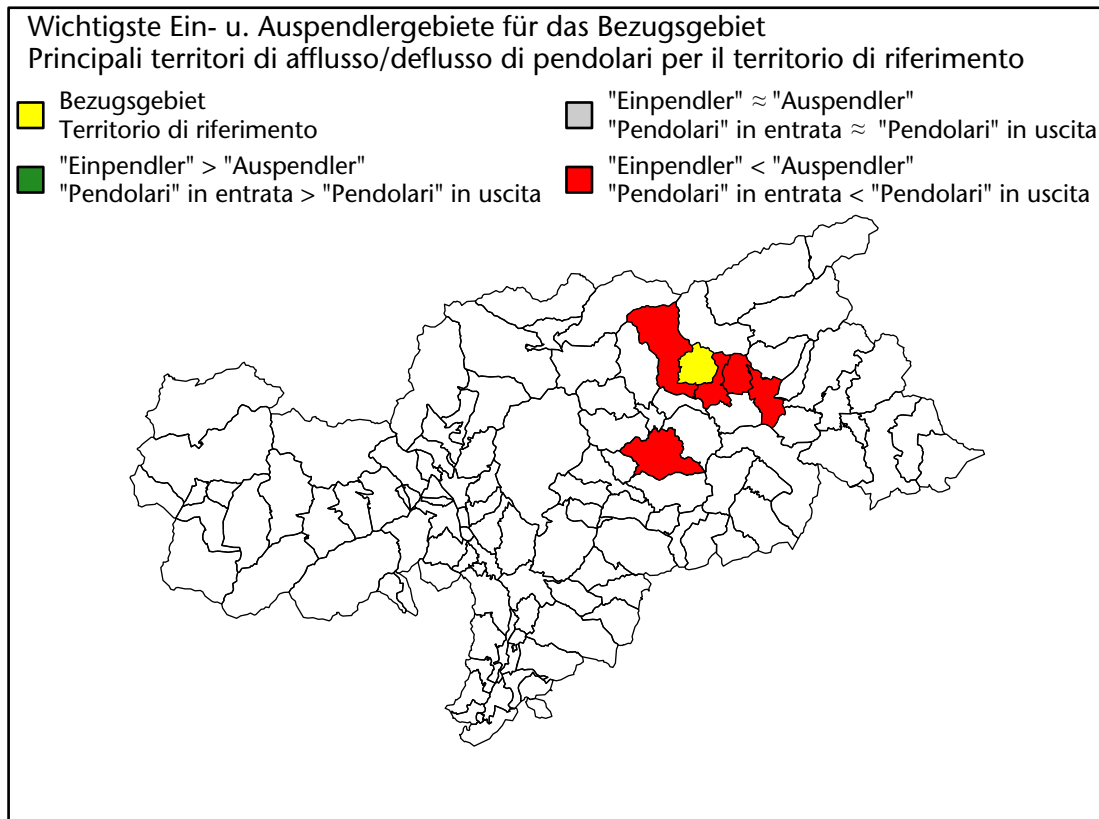 Wichtigste Ein- u. Auspendlergebiete für das Bezugsgebiet
Principali territori di afflusso/deflusso di pendolari per il territorio di riferimento
Bezugsgebiet
Territorio di riferimento
"Einpendler" > "Auspendler"
"Pendolari" in entrata > "Pendolari" in uscita
"Einpendler" ≈ "Auspendler"
"Pendolari" in entrata ≈ "Pendolari" in uscita
"Einpendler" < "Auspendler"
"Pendolari" in entrata < "Pendolari" in uscita